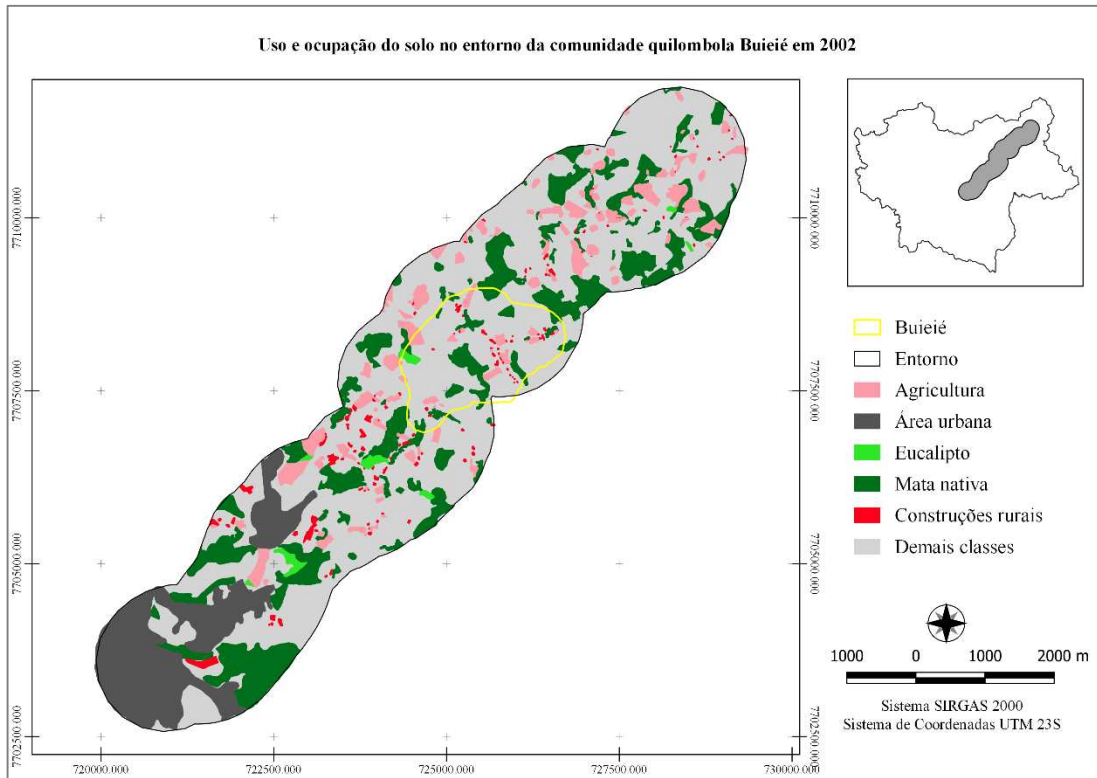 Uso e ocupação do solo no entorno da comunidade quilombola Buieié em 2002
7710000.000
7707500.000
7705000.000
7702500.000
7710000.000
7707500.000
7705000.000
7702500.000
720000.000
722500.000
725000.000
727500.000
730000.000
Buieié
Entorno
Agricultura
Área urbana
Eucalipto
Mata nativa
Construções rurais
Demais classes
1000 0 1000 2000 m
Sistema SIRGAS 2000
Sistema de Coordenadas UTM 23S